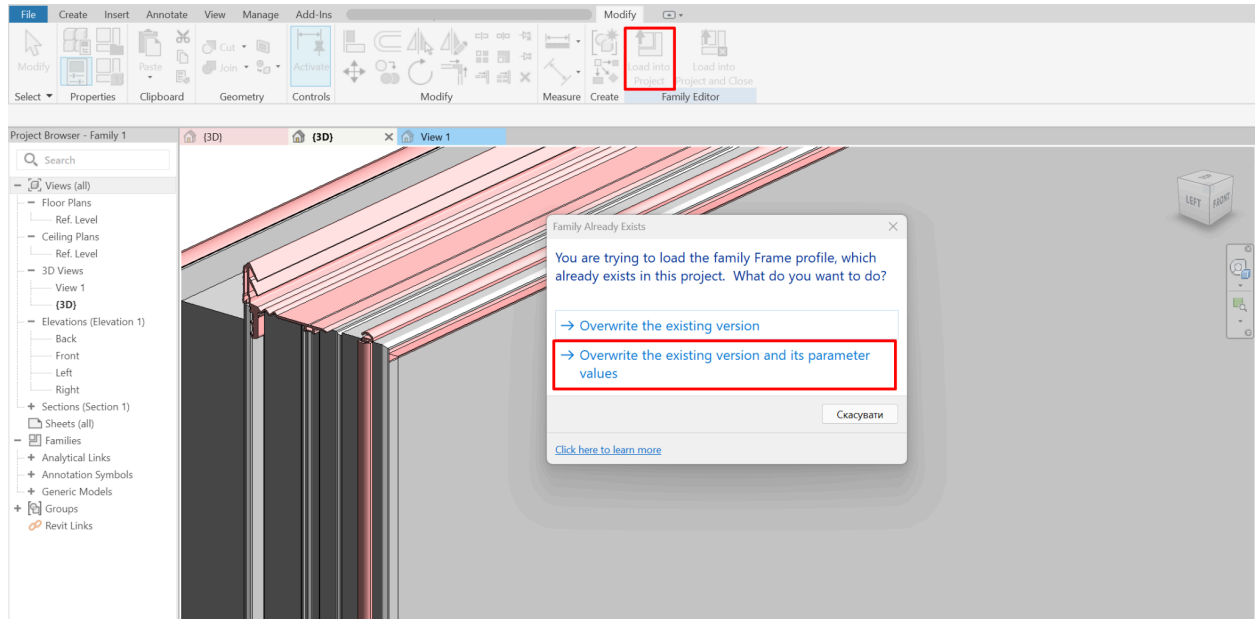 File Create Insert Annotate View Manage Add-Ins Modify
Modify
Paste
Cut
Join
Activate
Load into Project
Load into Project and Close
Select Properties Clipboard Geometry Controls Modify Measure Create Family Editor
Project Browser - Family 1
{3D}
{3D}
View 1
Search
Views (all)
Floor Plans
Ref. Level
Ceiling Plans
Ref. Level
3D Views
View 1
{3D}
Elevations (Elevation 1)
Back
Front
Left
Right
Sections (Section 1)
Sheets (all)
Families
Analytical Links
Annotation Symbols
Generic Models
Groups
Revit Links
Family Already Exists
You are trying to load the family Frame profile, which
already exists in this project. What do you want to do?
→ Overwrite the existing version
→ Overwrite the existing version and its parameter
values
Скасувати
Click here to learn more
TOP
LEFT
FRONT